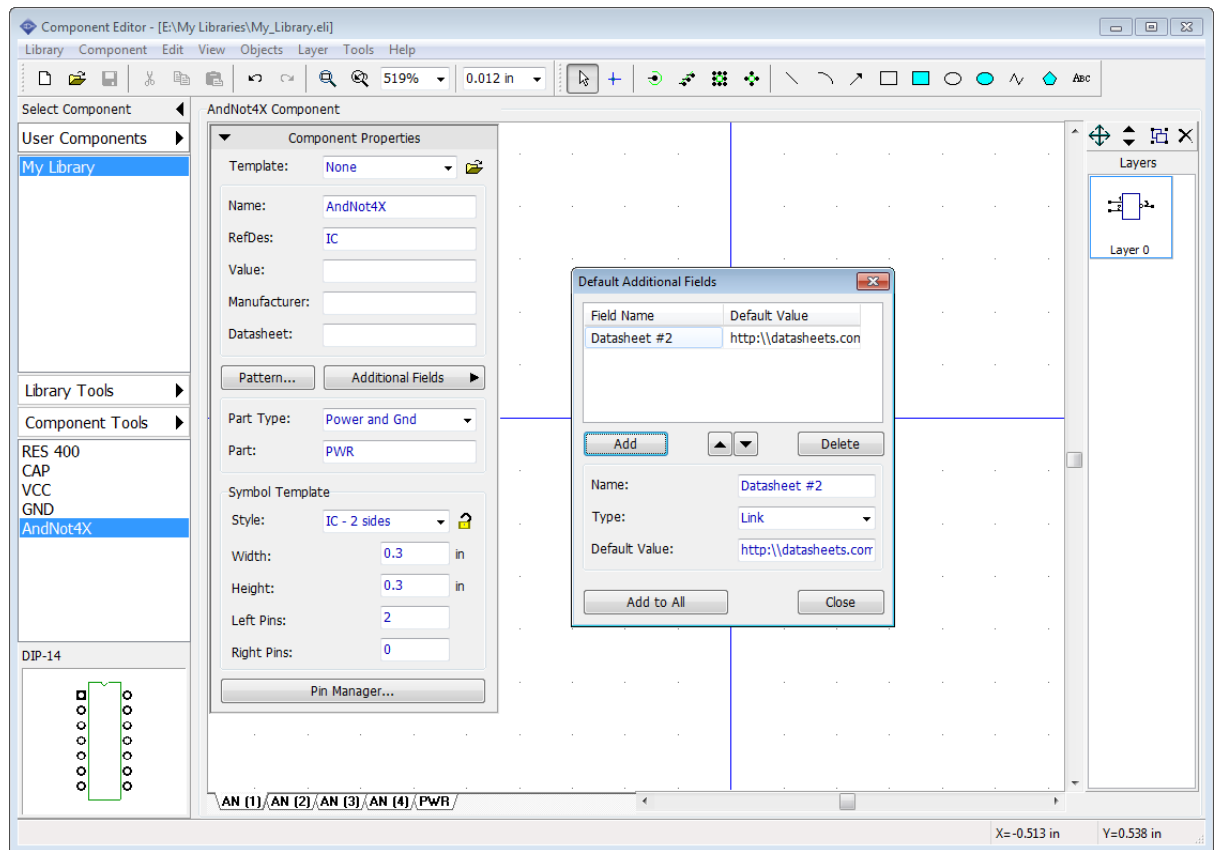 Component Editor - [E:\My Libraries\My_Library.eli]
Library Component Edit View Objects Layer Tools Help
519% 0.012 in ABC
Select Component
AndNot4X Component
User Components
My Library
Library Tools
Component Tools
RES 400
CAP
VCC
GND
AndNot4X
DIP-14
Component Properties
Template: None
Name: AndNot4X
RefDes: IC
Value:
Manufacturer:
Datasheet:
Pattern... Additional Fields
Part Type: Power and Gnd
Part: PWR
Symbol Template
Style: IC - 2 sides
Width: 0.3 in
Height: 0.3 in
Left Pins: 2
Right Pins: 0
Pin Manager...
Default Additional Fields
Field Name Default Value
Datasheet #2 http:\\datasheets.con
Add Delete
Name: Datasheet #2
Type: Link
Default Value: http:\\datasheets.com
Add to All Close
Layers
Layer 0
AN (1) AN (2) AN (3) AN (4) PWR
X=-0.513 in Y=0.538 in